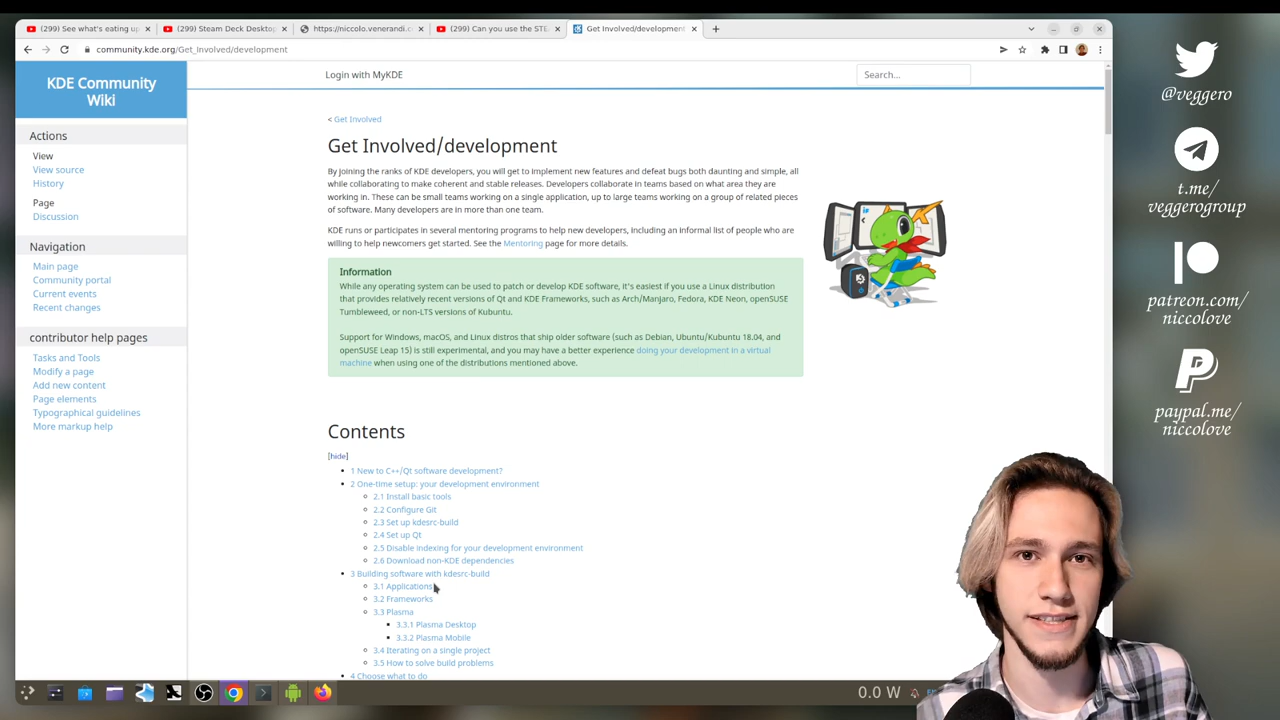 (299) See what's eating up
(299) Steam Deck Desktop
https://niccolo.venerandi.c
(299) Can you use the STE
Get Involved/development
community.kde.org/Get_Involved/development
KDE Community
Wiki
Actions
View
View source
History
Page
Discussion
Navigation
Main page
Community portal
Current events
Recent changes
contributor help pages
Tasks and Tools
Modify a page
Add new content
Page elements
Typographical guidelines
More markup help
Login with MyKDE
Search...
< Get Involved
Get Involved/development
By joining the ranks of KDE developers, you will get to implement new features and defeat bugs both daunting and simple, all
while collaborating to make coherent and stable releases. Developers collaborate in teams based on what area they are
working in. These can be small teams working on a single application, up to large teams working on a group of related pieces
of software. Many developers are in more than one team.
KDE runs or participates in several mentoring programs to help new developers, including an informal list of people who are
willing to help newcomers get started. See the Mentoring page for more details.
Information
While any operating system can be used to patch or develop KDE software, it's easiest if you use a Linux distribution
that provides relatively recent versions of Qt and KDE Frameworks, such as Arch/Manjaro, Fedora, KDE Neon, openSUSE
Tumbleweed, or non-LTS versions of Kubuntu.
Support for Windows, macOS, and Linux distros that ship older software (such as Debian, Ubuntu/Kubuntu 18.04, and
openSUSE Leap 15) is still experimental, and you may have a better experience doing your development in a virtual
machine when using one of the distributions mentioned above.
Contents
[hide]
1 New to C++/Qt software development?
2 One-time setup: your development environment
2.1 Install basic tools
2.2 Configure Git
2.3 Set up kdesrc-build
2.4 Set up Qt
2.5 Disable indexing for your development environment
2.6 Download non-KDE dependencies
3 Building software with kdesrc-build
3.1 Applications
3.2 Frameworks
3.3 Plasma
3.3.1 Plasma Desktop
3.3.2 Plasma Mobile
3.4 Iterating on a single project
3.5 How to solve build problems
4 Choose what to do
0.0 W
@veggero
t.me/
veggerogroup
patreon.com/
niccolove
paypal.me/
niccolove